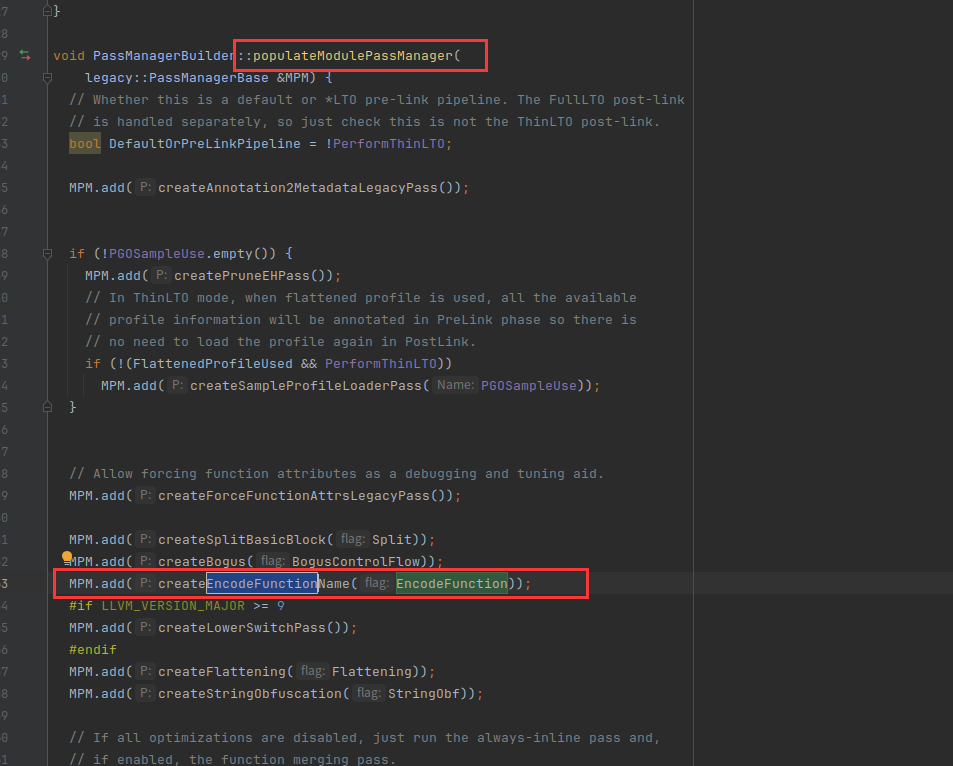 7 }
8
9 void PassManagerBuilder::populateModulePassManager(
0 legacy::PassManagerBase &MPM) {
1 // Whether this is a default or *LTO pre-link pipeline. The FullLTO post-link
2 // is handled separately, so just check this is not the ThinLTO post-link.
3 bool DefaultOrPreLinkPipeline = !PerformThinLTO;
4
5 MPM.add( P: createAnnotation2MetadataLegacyPass());
6
7
8 if (!PGOSampleUse.empty()) {
9 MPM.add( P: createPruneEHPass());
0 // In ThinLTO mode, when flattened profile is used, all the available
1 // profile information will be annotated in PreLink phase so there is
2 // no need to load the profile again in PostLink.
3 if (!(FlattenedProfileUsed && PerformThinLTO))
4 MPM.add( P: createSampleProfileLoaderPass( Name: PGOSampleUse));
5 }
6
7
8 // Allow forcing function attributes as a debugging and tuning aid.
9 MPM.add( P: createForceFunctionAttrsLegacyPass());
0
1 MPM.add( P: createSplitBasicBlock( flag: Split));
2 MPM.add( P: createBogus( flag: BogusControlFlow));
3 MPM.add( P: createEncodeFunctionName( flag: EncodeFunction));
4 #if LLVM_VERSION_MAJOR >= 9
5 MPM.add( P: createLowerSwitchPass());
6 #endif
7 MPM.add( P: createFlattening( flag: Flattening));
8 MPM.add( P: createStringObfuscation( flag: StringObf));
9
0 // If all optimizations are disabled, just run the always-inline pass and,
1 // if enabled, the function merging pass.